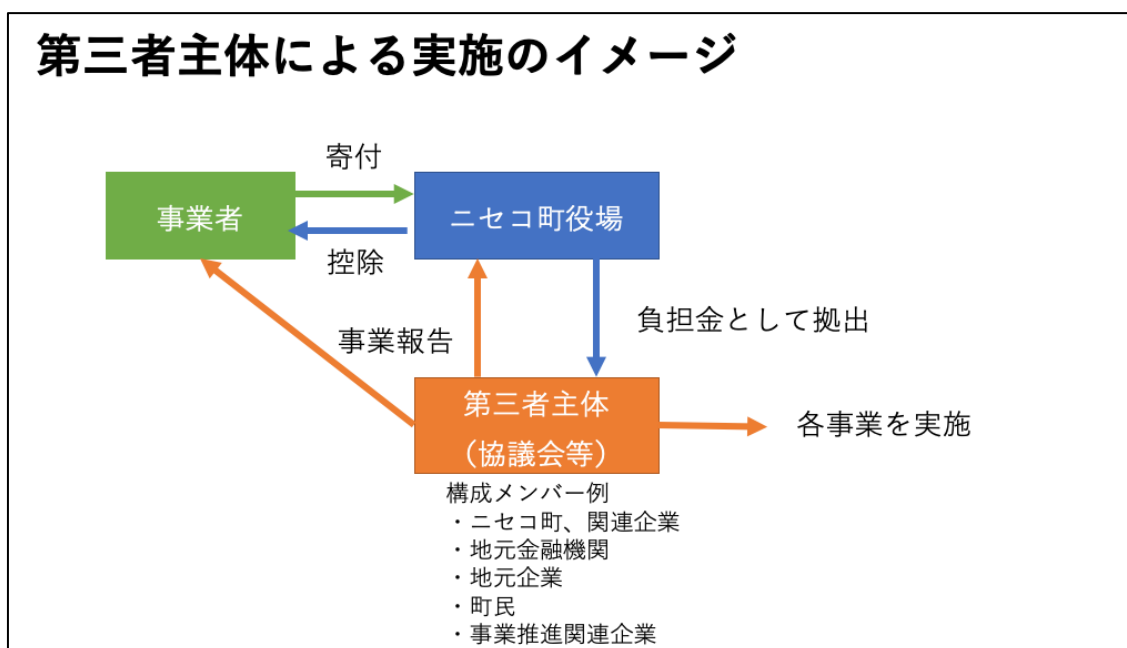 第三者主体による実施のイメージ
寄付
事業者
ニセコ町役場
控除
負担金として拠出
事業報告
第三者主体
（協議会等）
各事業を実施
構成メンバー例
・ニセコ町、関連企業
・地元金融機関
・地元企業
・町民
・事業推進関連企業